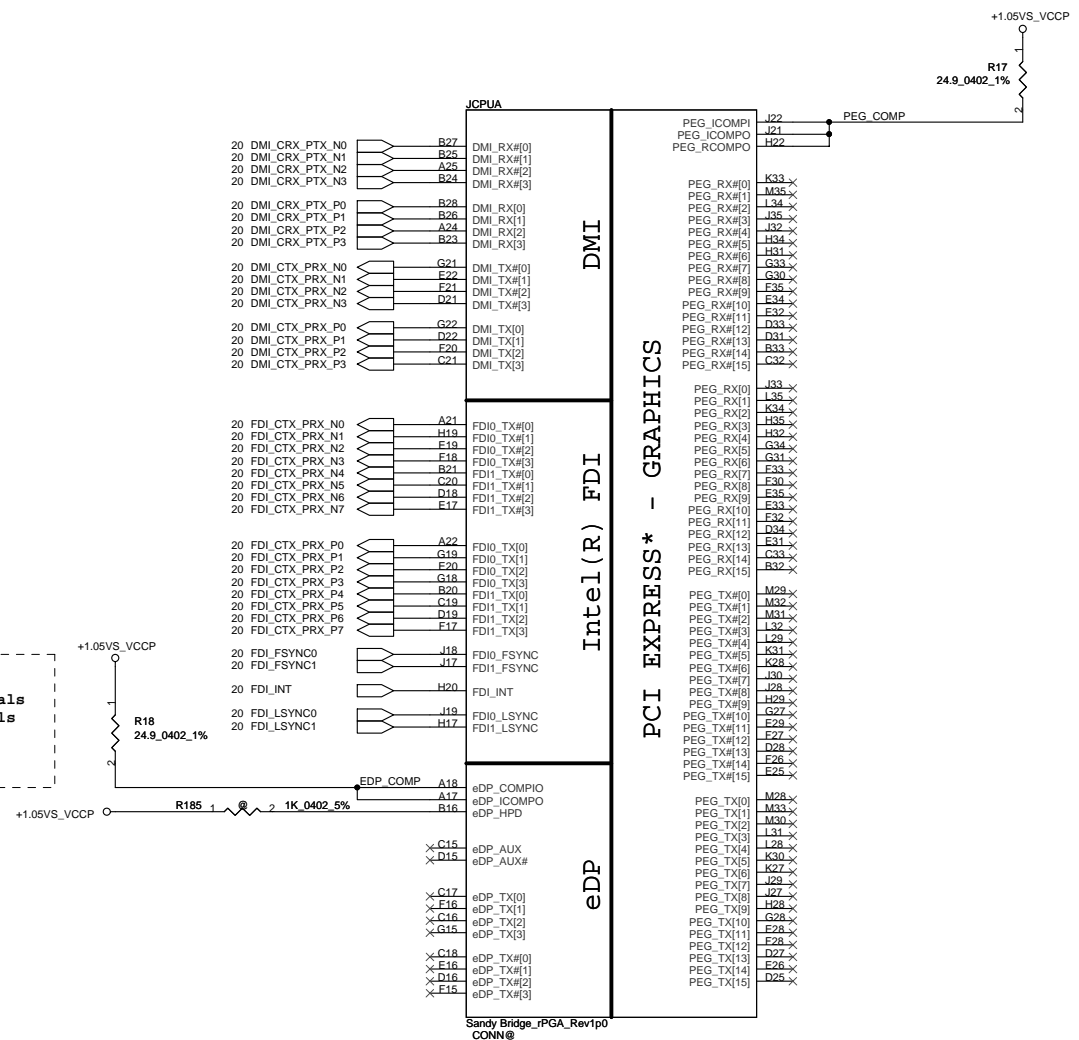 +1.05VS_VCCP
1
R17
24.9_0402_1%
2
PEG_COMP
JCPUA
20 DMI_CRX_PTX_N0 B27 DMI_RX#[0]
20 DMI_CRX_PTX_N1 B25 DMI_RX#[1]
20 DMI_CRX_PTX_N2 A25 DMI_RX#[2]
20 DMI_CRX_PTX_N3 B24 DMI_RX#[3]
20 DMI_CRX_PTX_P0 B28 DMI_RX[0]
20 DMI_CRX_PTX_P1 B26 DMI_RX[1]
20 DMI_CRX_PTX_P2 A24 DMI_RX[2]
20 DMI_CRX_PTX_P3 B23 DMI_RX[3]
20 DMI_CTX_PRX_N0 G21 DMI_TX#[0]
20 DMI_CTX_PRX_N1 E22 DMI_TX#[1]
20 DMI_CTX_PRX_N2 F21 DMI_TX#[2]
20 DMI_CTX_PRX_N3 D21 DMI_TX#[3]
20 DMI_CTX_PRX_P0 G22 DMI_TX[0]
20 DMI_CTX_PRX_P1 D22 DMI_TX[1]
20 DMI_CTX_PRX_P2 F20 DMI_TX[2]
20 DMI_CTX_PRX_P3 C21 DMI_TX[3]
DMI
20 FDI_CTX_PRX_N0 A21 FDI0_TX#[0]
20 FDI_CTX_PRX_N1 H19 FDI0_TX#[1]
20 FDI_CTX_PRX_N2 E19 FDI0_TX#[2]
20 FDI_CTX_PRX_N3 F18 FDI0_TX#[3]
20 FDI_CTX_PRX_N4 B21 FDI1_TX#[0]
20 FDI_CTX_PRX_N5 C20 FDI1_TX#[1]
20 FDI_CTX_PRX_N6 D18 FDI1_TX#[2]
20 FDI_CTX_PRX_N7 E17 FDI1_TX#[3]
20 FDI_CTX_PRX_P0 A22 FDI0_TX[0]
20 FDI_CTX_PRX_P1 G19 FDI0_TX[1]
20 FDI_CTX_PRX_P2 E20 FDI0_TX[2]
20 FDI_CTX_PRX_P3 G18 FDI0_TX[3]
20 FDI_CTX_PRX_P4 B20 FDI1_TX[0]
20 FDI_CTX_PRX_P5 C19 FDI1_TX[1]
20 FDI_CTX_PRX_P6 D19 FDI1_TX[2]
20 FDI_CTX_PRX_P7 F17 FDI1_TX[3]
20 FDI_FSYNC0 J18 FDI0_FSYNC
20 FDI_FSYNC1 J17 FDI1_FSYNC
20 FDI_INT H20 FDI_INT
20 FDI_LSYNC0 J19 FDI0_LSYNC
20 FDI_LSYNC1 H17 FDI1_LSYNC
Intel(R) FDI
als
ls
+1.05VS_VCCP
1
R18
24.9_0402_1%
2
EDP_COMP
A18 eDP_COMPIO
A17 eDP_ICOMPO
B16 eDP_HPD
+1.05VS_VCCP R185 1 @ 2 1K_0402_5%
C15 eDP_AUX
D15 eDP_AUX#
C17 eDP_TX[0]
F16 eDP_TX[1]
C16 eDP_TX[2]
G15 eDP_TX[3]
C18 eDP_TX#[0]
E16 eDP_TX#[1]
D16 eDP_TX#[2]
F15 eDP_TX#[3]
eDP
PCI EXPRESS* - GRAPHICS
PEG_ICOMPI J22
PEG_ICOMPO J21
PEG_RCOMPO H22
PEG_RX#[0] K33
PEG_RX#[1] M35
PEG_RX#[2] L34
PEG_RX#[3] J35
PEG_RX#[4] J32
PEG_RX#[5] H34
PEG_RX#[6] H31
PEG_RX#[7] G33
PEG_RX#[8] G30
PEG_RX#[9] F35
PEG_RX#[10] E34
PEG_RX#[11] E32
PEG_RX#[12] D33
PEG_RX#[13] D31
PEG_RX#[14] B33
PEG_RX#[15] C32
PEG_RX[0] J33
PEG_RX[1] L35
PEG_RX[2] K34
PEG_RX[3] H35
PEG_RX[4] H32
PEG_RX[5] G34
PEG_RX[6] G31
PEG_RX[7] F33
PEG_RX[8] F30
PEG_RX[9] E35
PEG_RX[10] E33
PEG_RX[11] F32
PEG_RX[12] D34
PEG_RX[13] E31
PEG_RX[14] C33
PEG_RX[15] B32
PEG_TX#[0] M29
PEG_TX#[1] M32
PEG_TX#[2] M31
PEG_TX#[3] L32
PEG_TX#[4] L29
PEG_TX#[5] K31
PEG_TX#[6] K28
PEG_TX#[7] J30
PEG_TX#[8] J28
PEG_TX#[9] H29
PEG_TX#[10] G27
PEG_TX#[11] E29
PEG_TX#[12] F27
PEG_TX#[13] D28
PEG_TX#[14] F26
PEG_TX#[15] E25
PEG_TX[0] M28
PEG_TX[1] M33
PEG_TX[2] M30
PEG_TX[3] L31
PEG_TX[4] L28
PEG_TX[5] K30
PEG_TX[6] K27
PEG_TX[7] J29
PEG_TX[8] J27
PEG_TX[9] H28
PEG_TX[10] G28
PEG_TX[11] E28
PEG_TX[12] F28
PEG_TX[13] D27
PEG_TX[14] E26
PEG_TX[15] D25
Sandy Bridge_rPGA_Rev1p0
CONN@